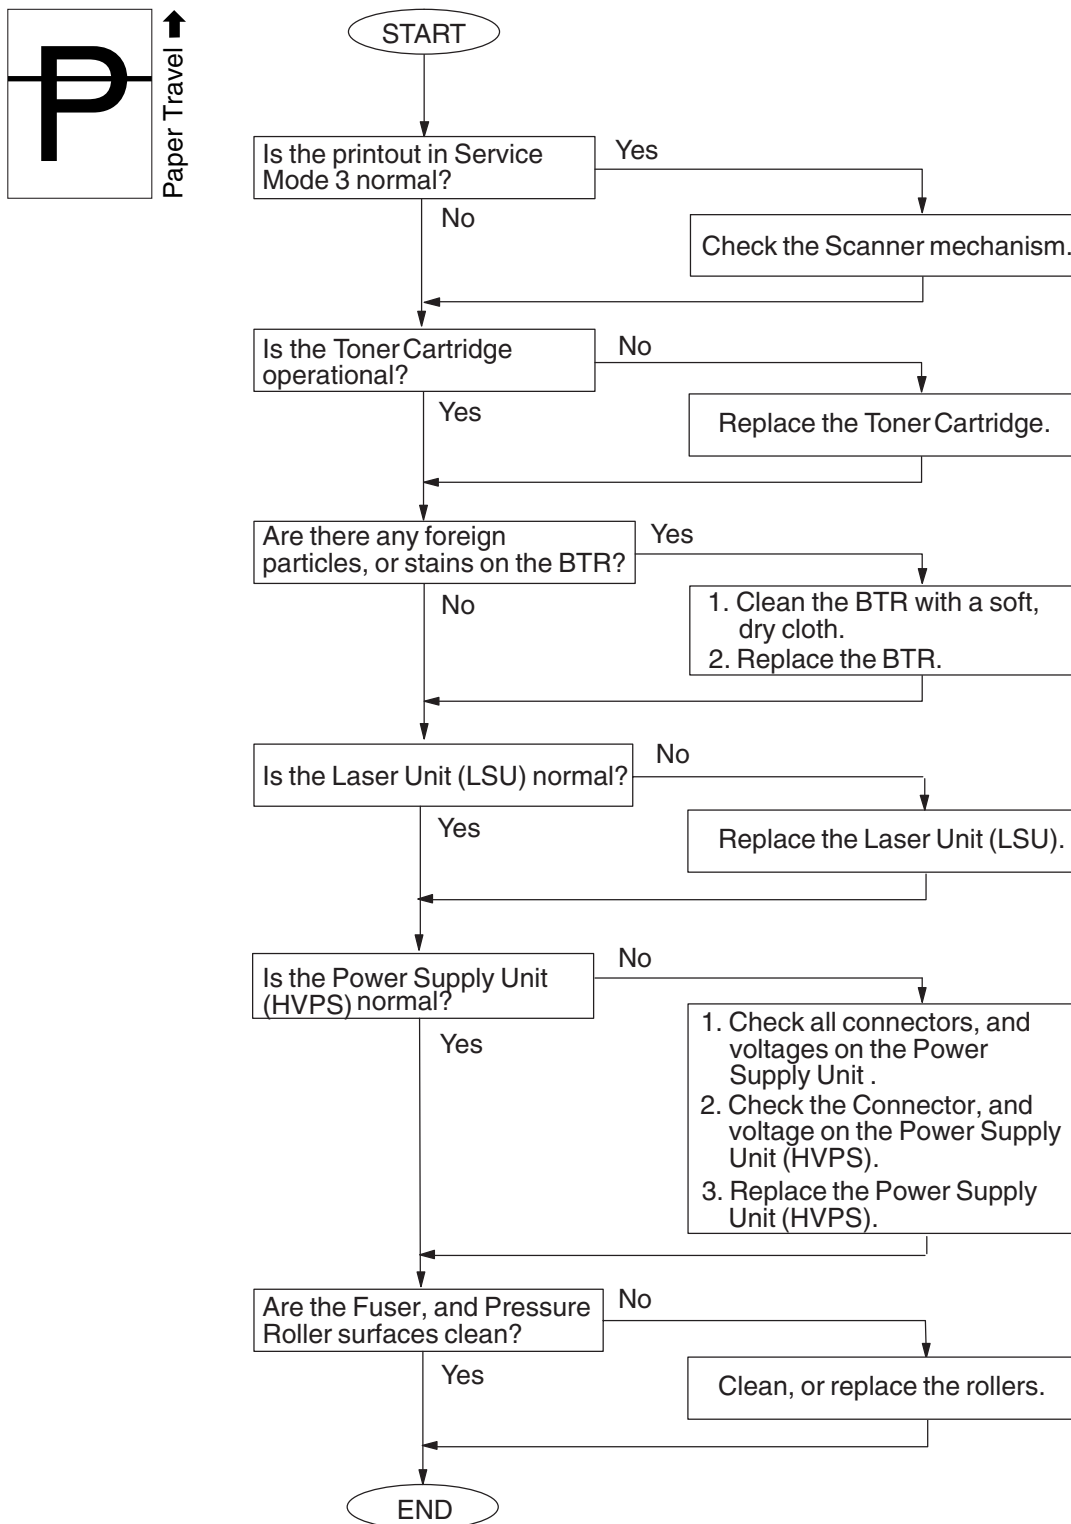 P
Paper Travel
START
Is the printout in Service
Mode 3 normal?
Yes
No
Check the Scanner mechanism.
Is the Toner Cartridge
operational?
No
Yes
Replace the Toner Cartridge.
Are there any foreign
particles, or stains on the BTR?
Yes
No
1. Clean the BTR with a soft,
dry cloth.
2. Replace the BTR.
Is the Laser Unit (LSU) normal?
No
Yes
Replace the Laser Unit (LSU).
Is the Power Supply Unit
(HVPS) normal?
No
Yes
1. Check all connectors, and
voltages on the Power
Supply Unit .
2. Check the Connector, and
voltage on the Power Supply
Unit (HVPS).
3. Replace the Power Supply
Unit (HVPS).
Are the Fuser, and Pressure
Roller surfaces clean?
No
Yes
Clean, or replace the rollers.
END